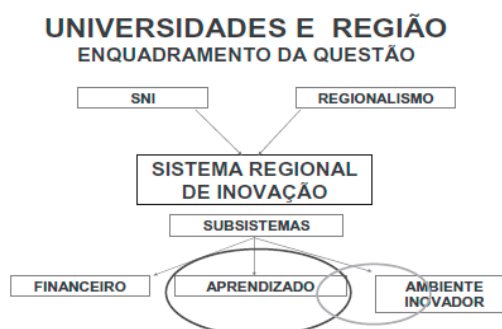 UNIVERSIDADES E REGIÃO
ENQUADRAMENTO DA QUESTÃO
SNI
REGIONALISMO
SISTEMA REGIONAL
DE INOVAÇÃO
SUBSISTEMAS
FINANCEIRO
APRENDIZADO
AMBIENTE
INOVADOR